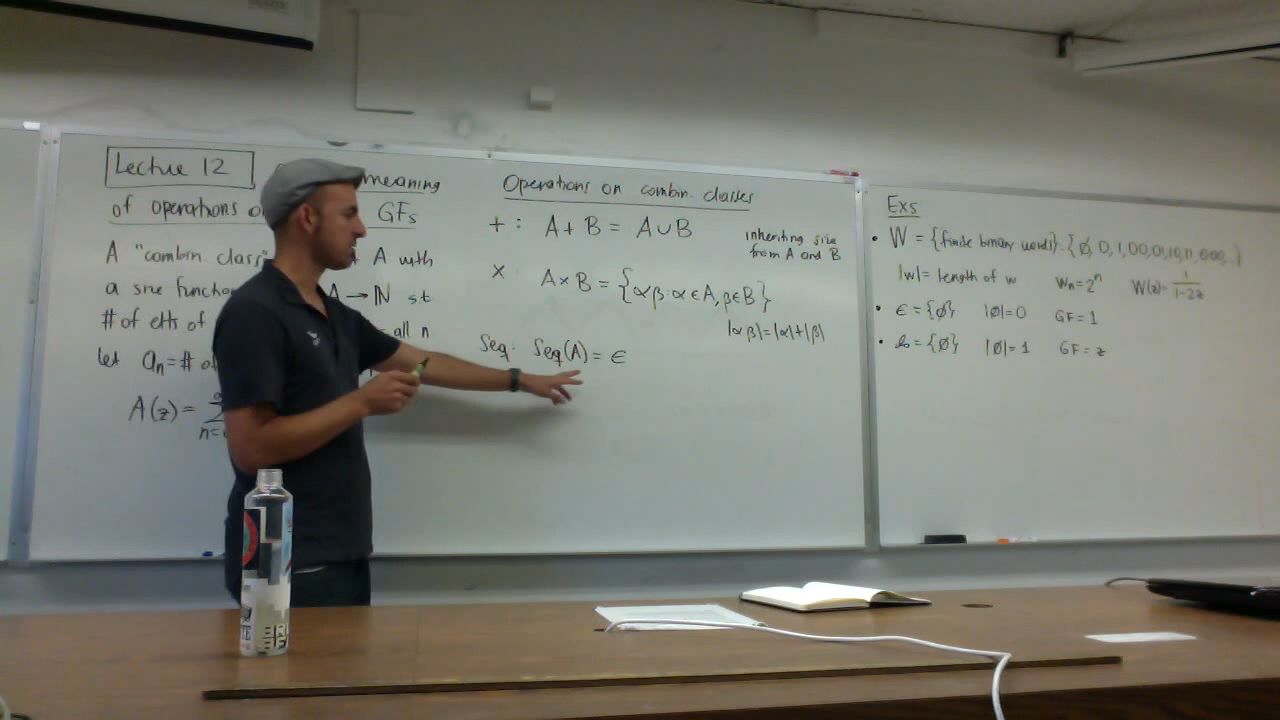 Lecture 12
meaning
of operations o
GFs
A "combin. class"
A with
a size function
A → ℕ st
# of elts of
all n
let aₙ = # o
A(z) = Σ
n=
Operations on combin. classes
+ : A + B = A ∪ B
inheriting size
from A and B
× A × B = {αβ : α ∈ A, β ∈ B}
|αβ| = |α| + |β|
Seq. Seq(A) = ε
Exs
• W = {finite binary words} = {∅, 0, 1, 00, 01, 10, 11, 000, }
|w| = length of w Wₙ = 2ⁿ W(z) = 1/(1-2z)
• ε = {∅} |∅| = 0 GF = 1
= {∅} |∅| = 1 GF = z